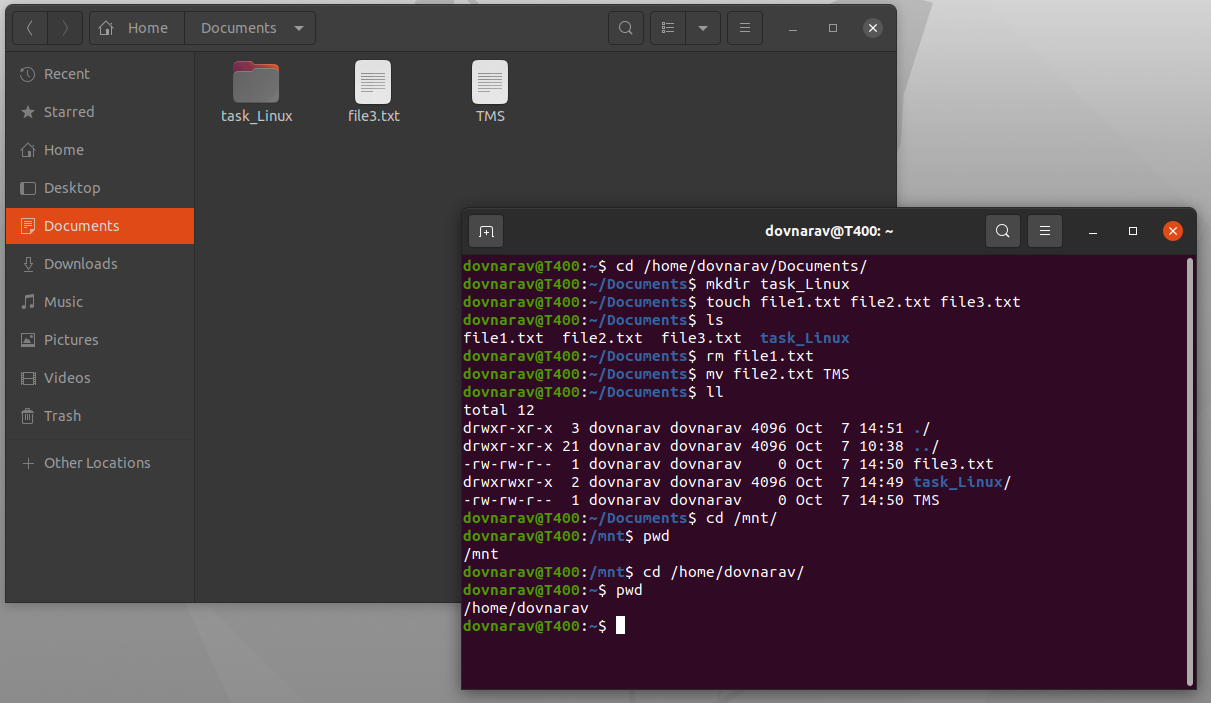 Home Documents
Recent
Starred
Home
Desktop
Documents
Downloads
Music
Pictures
Videos
Trash
Other Locations
task_Linux file3.txt TMS
dovnarav@T400: ~
dovnarav@T400:~$ cd /home/dovnarav/Documents/
dovnarav@T400:~/Documents$ mkdir task_Linux
dovnarav@T400:~/Documents$ touch file1.txt file2.txt file3.txt
dovnarav@T400:~/Documents$ ls
file1.txt  file2.txt  file3.txt  task_Linux
dovnarav@T400:~/Documents$ rm file1.txt
dovnarav@T400:~/Documents$ mv file2.txt TMS
dovnarav@T400:~/Documents$ ll
total 12
drwxr-xr-x  3 dovnarav dovnarav 4096 Oct  7 14:51 ./
drwxr-xr-x 21 dovnarav dovnarav 4096 Oct  7 10:38 ../
-rw-rw-r--  1 dovnarav dovnarav    0 Oct  7 14:50 file3.txt
drwxrwxr-x  2 dovnarav dovnarav 4096 Oct  7 14:49 task_Linux/
-rw-rw-r--  1 dovnarav dovnarav    0 Oct  7 14:50 TMS
dovnarav@T400:~/Documents$ cd /mnt/
dovnarav@T400:/mnt$ pwd
/mnt
dovnarav@T400:/mnt$ cd /home/dovnarav/
dovnarav@T400:~$ pwd
/home/dovnarav
dovnarav@T400:~$